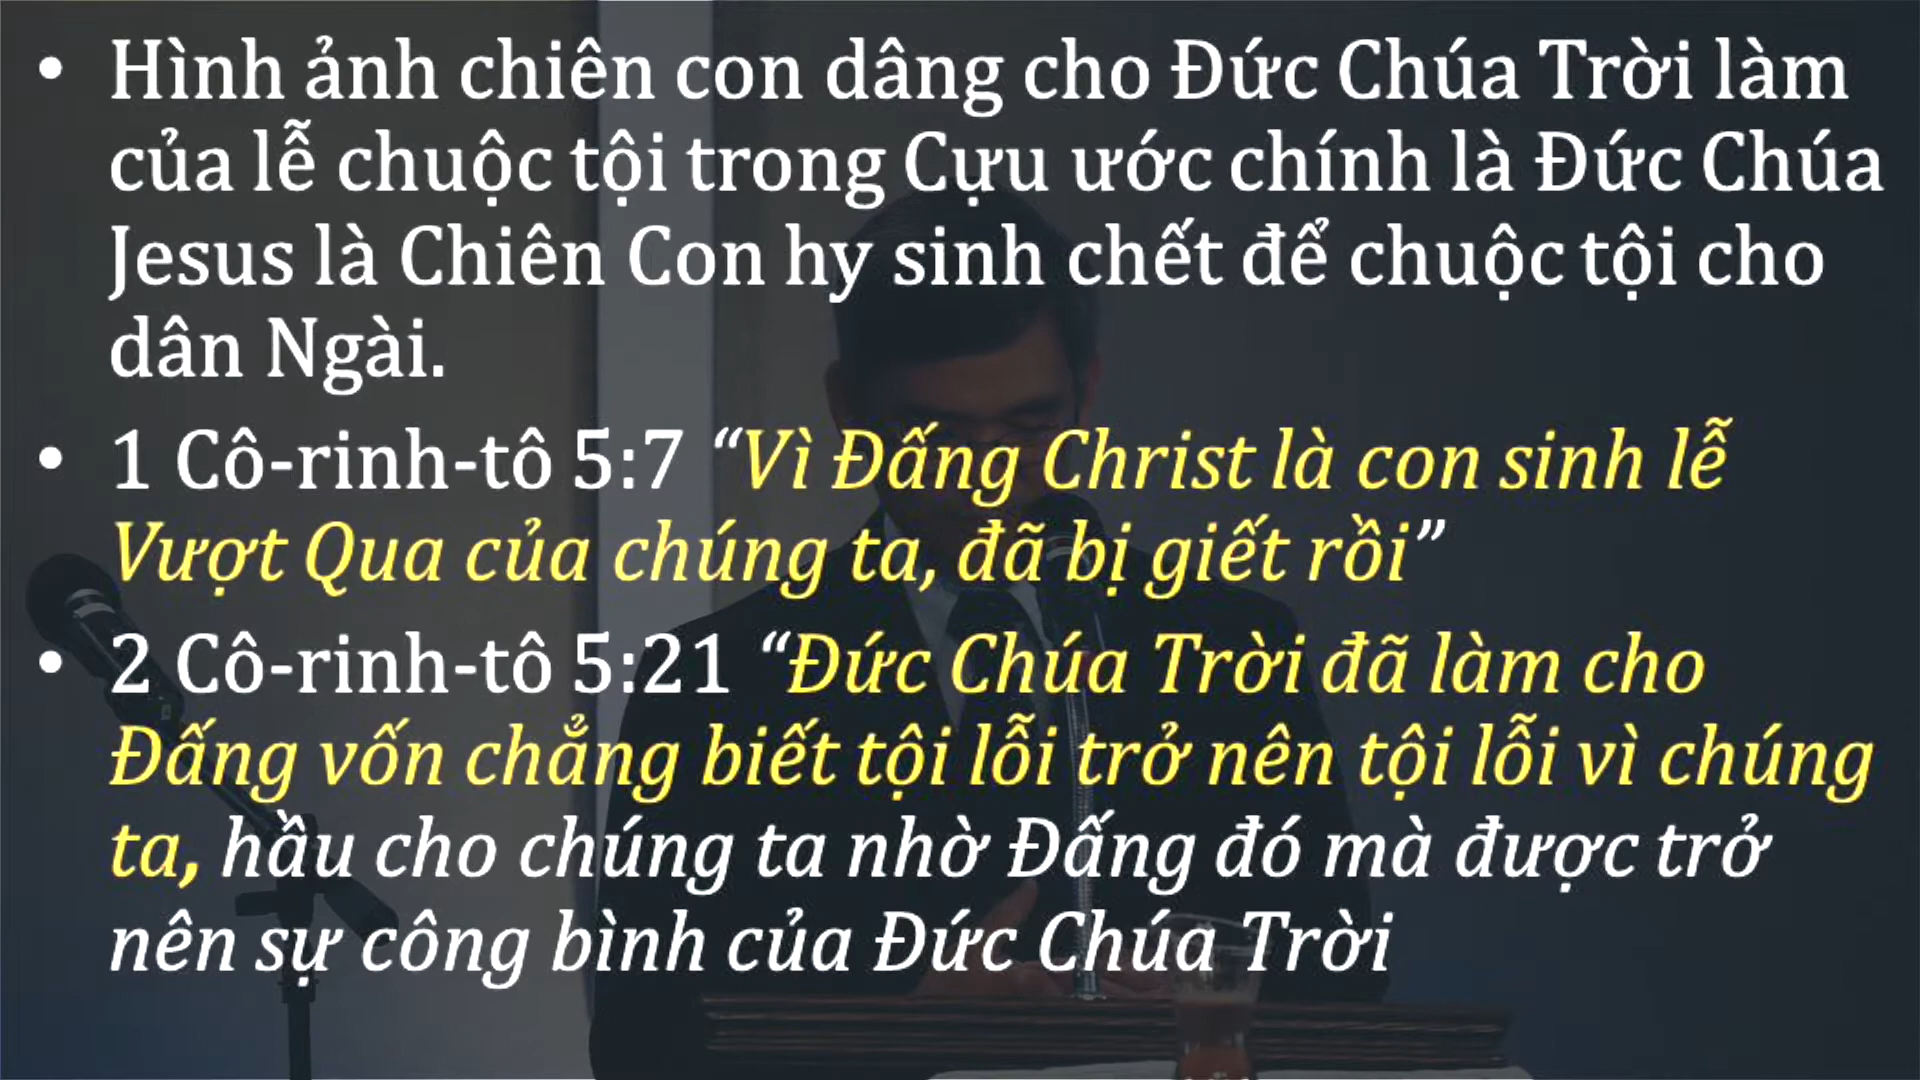 • Hình ảnh chiên con dâng cho Đức Chúa Trời làm
của lễ chuộc tội trong Cựu ước chính là Đức Chúa
Jesus là Chiên Con hy sinh chết để chuộc tội cho
dân Ngài.
• 1 Cô-rinh-tô 5:7 “Vì Đấng Christ là con sinh lễ
Vượt Qua của chúng ta, đã bị giết rồi”
• 2 Cô-rinh-tô 5:21 “Đức Chúa Trời đã làm cho
Đấng vốn chẳng biết tội lỗi trở nên tội lỗi vì chúng
ta, hầu cho chúng ta nhờ Đấng đó mà được trở
nên sự công bình của Đức Chúa Trời